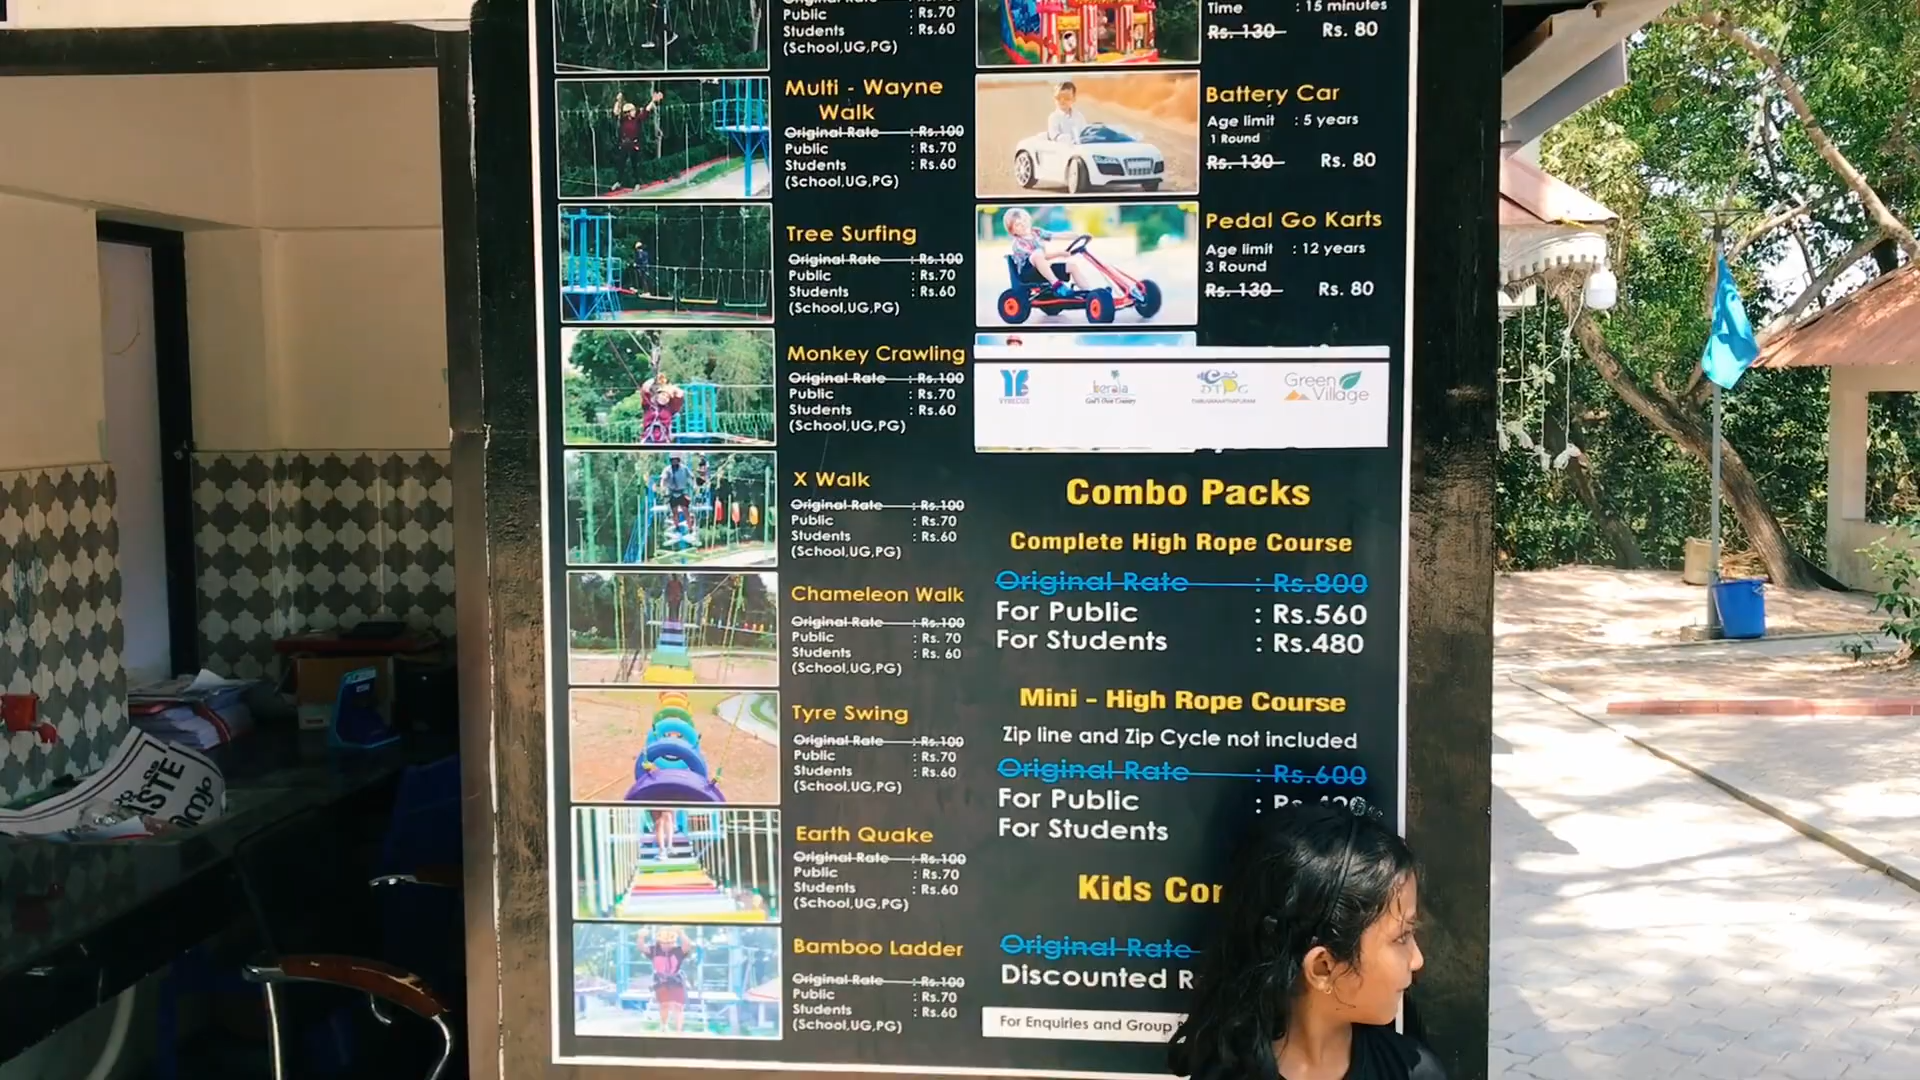 : Rs.70
Public : Rs.70
Students : Rs.60
(School,UG,PG)
Multi - Wayne
Walk
Original Rate : Rs.100
Public : Rs.70
Students : Rs.60
(School,UG,PG)
Tree Surfing
Original Rate : Rs.100
Public : Rs.70
Students : Rs.60
(School,UG,PG)
Monkey Crawling
Original Rate : Rs.100
Public : Rs.70
Students : Rs.60
(School,UG,PG)
X Walk
Original Rate : Rs.100
Public : Rs.70
Students : Rs.60
(School,UG,PG)
Chameleon Walk
Original Rate : Rs.100
Public : Rs. 70
Students : Rs. 60
(School,UG,PG)
Tyre Swing
Original Rate : Rs.100
Public : Rs.70
Students : Rs.60
(School,UG,PG)
Earth Quake
Original Rate : Rs.100
Public : Rs.70
Students : Rs.60
(School,UG,PG)
Bamboo Ladder
Original Rate : Rs.100
Public : Rs.70
Students : Rs.60
(School,UG,PG)
Time : 15 minutes
Rs. 130 Rs. 80
Battery Car
Age limit : 5 years
1 Round
Rs. 130 Rs. 80
Pedal Go Karts
Age limit : 12 years
3 Round
Rs. 130 Rs. 80
kerala
God's Own Country
DTPC
THIRUVANANTHAPURAM
Green
Village
Combo Packs
Complete High Rope Course
Original Rate : Rs.800
For Public : Rs.560
For Students : Rs.480
Mini - High Rope Course
Zip line and Zip Cycle not included
Original Rate : Rs.600
For Public :
For Students
Kids
Original Rate
Discounted
For Enquiries and Group